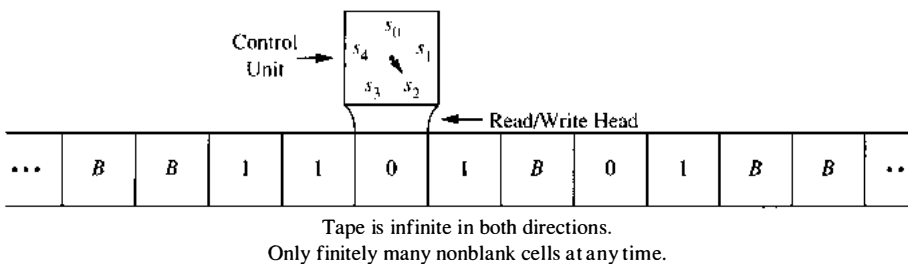 s0
Control
Unit
s4
s1
s3
s2
Read/Write Head
... B B 1 1 0 1 B 0 1 B B ..
Tape is infinite in both directions.
Only finitely many nonblank cells at any time.